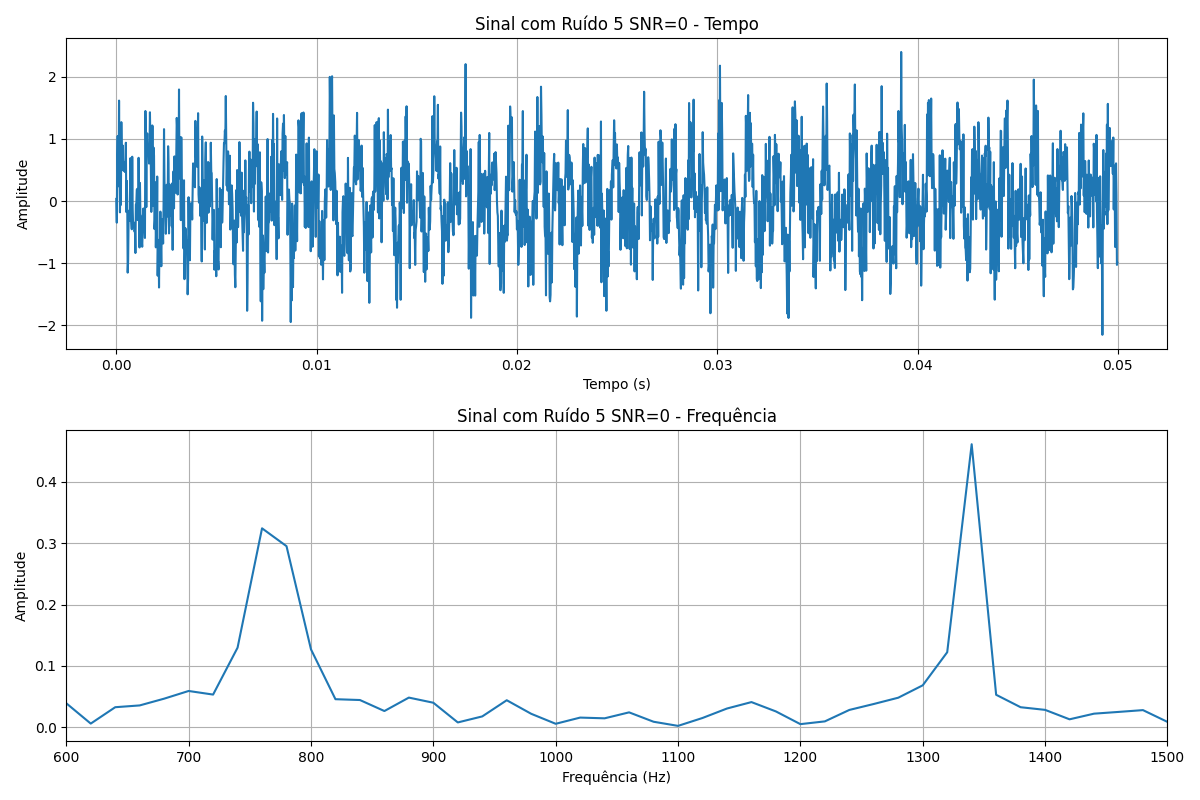 Sinal com Ruído 5 SNR=0 - Tempo
Amplitude
2
1
0
−1
−2
0.00 0.01 0.02 0.03 0.04 0.05
Tempo (s)
Sinal com Ruído 5 SNR=0 - Frequência
Amplitude
0.4
0.3
0.2
0.1
0.0
600 700 800 900 1000 1100 1200 1300 1400 1500
Frequência (Hz)